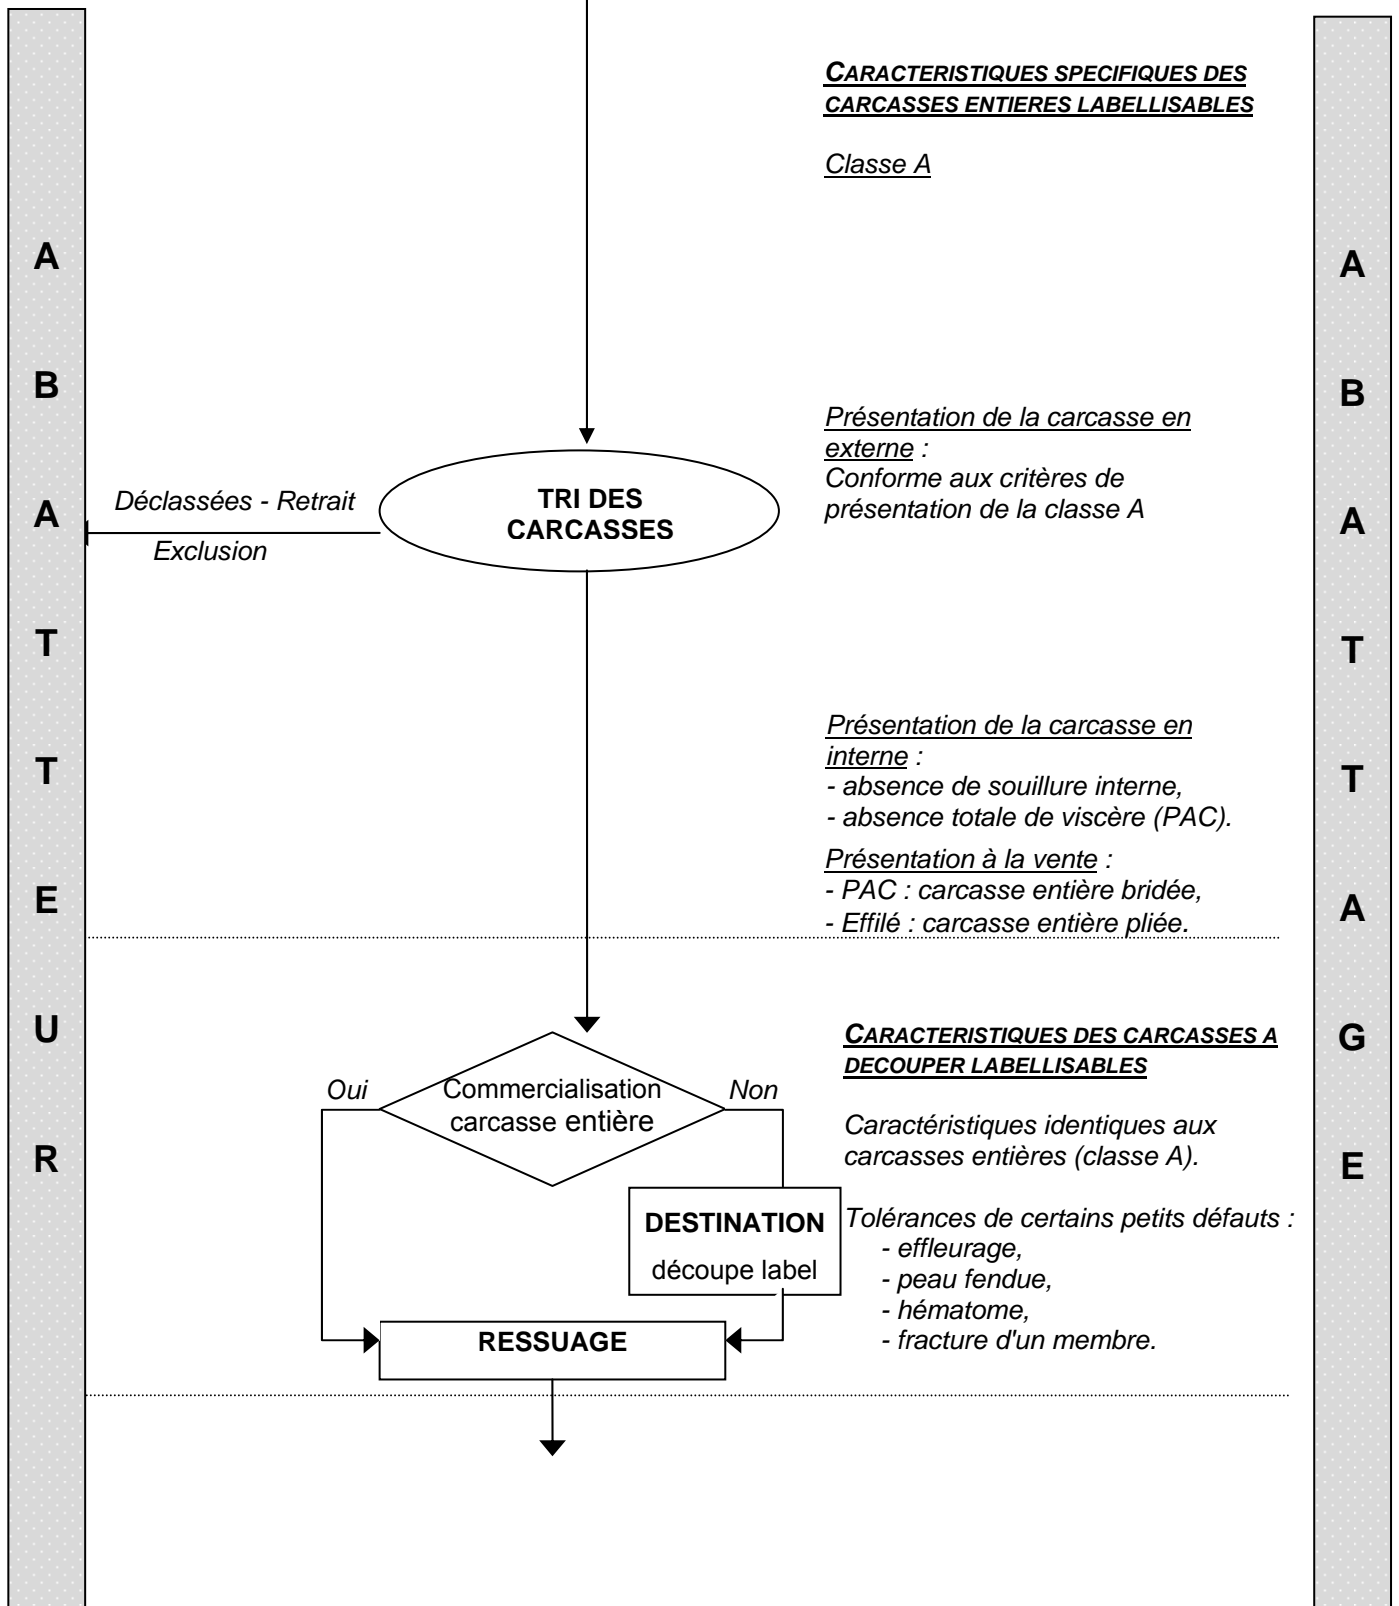 CARACTERISTIQUES SPECIFIQUES DES
CARCASSES ENTIERES LABELLISABLES
Classe A
A
B
A
T
T
E
U
R
Déclassées - Retrait
Exclusion
TRI DES
CARCASSES
Présentation de la carcasse en
externe :
Conforme aux critères de
présentation de la classe A
Présentation de la carcasse en
interne :
- absence de souillure interne,
- absence totale de viscère (PAC).
Présentation à la vente :
- PAC : carcasse entière bridée,
- Effilé : carcasse entière pliée.
Oui
Commercialisation
carcasse entière
Non
DESTINATION
découpe label
RESSUAGE
CARACTERISTIQUES DES CARCASSES A
DECOUPER LABELLISABLES
Caractéristiques identiques aux
carcasses entières (classe A).
Tolérances de certains petits défauts :
- effleurage,
- peau fendue,
- hématome,
- fracture d'un membre.
A
B
A
T
T
A
G
E